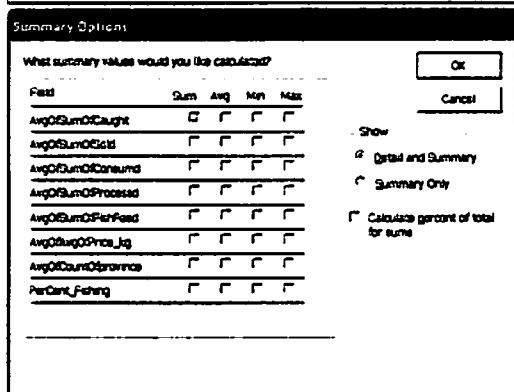 Summary Options
What summary values would you like calculated?
OK
Cancel
Field Sum Avg Min Max
AvgOfSumOfCaught
AvgOfSumOfSold
AvgOfSumOfConsumd
AvgOfSumOfProcessd
AvgOfSumOfFishFeed
AvgOfAvgOfPrice_kg
AvgOfCountOfprovince
PerCent_Fishing
Show
Detail and Summary
Summary Only
Calculate percent of total
for sums